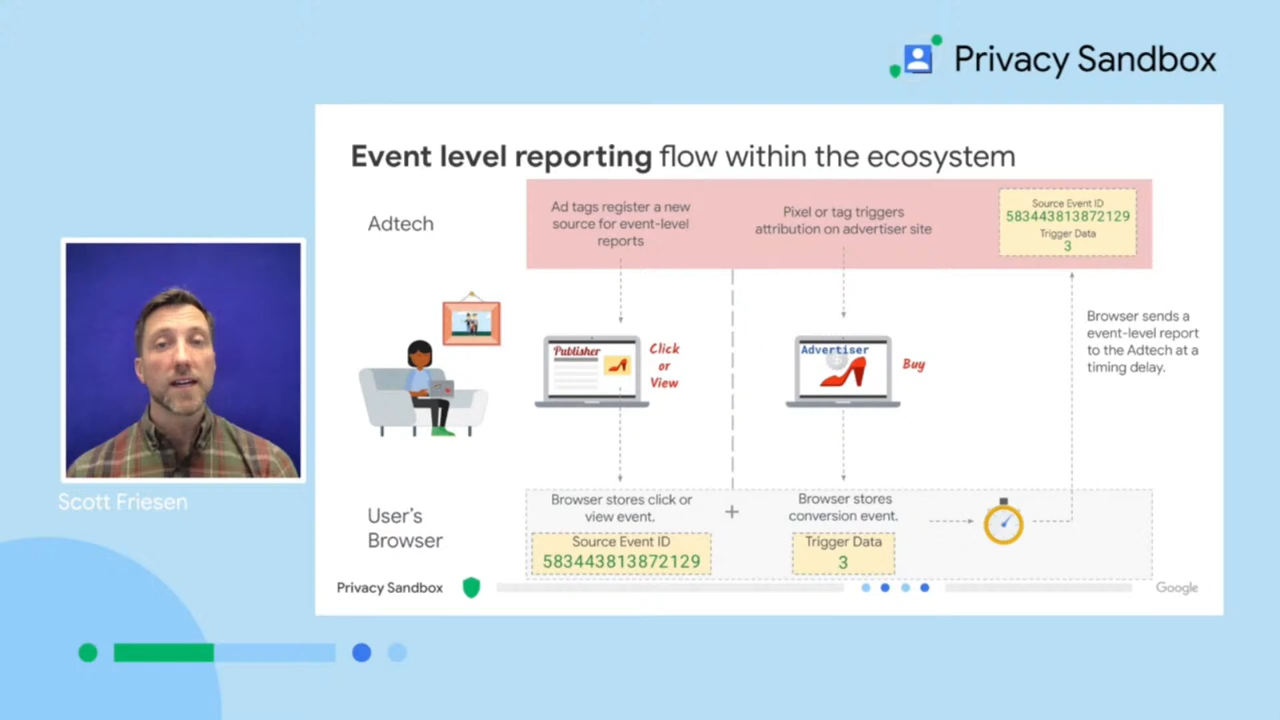 Privacy Sandbox
Event level reporting flow within the ecosystem
Adtech
Ad tags register a new
source for event-level
reports
Pixel or tag triggers
attribution on advertiser site
Source Event ID
583443813872129
Trigger Data
3
Publisher
Click
or
View
Advertiser
Buy
Browser sends a
event-level report
to the Adtech at a
timing delay.
Scott Friesen
User's
Browser
Browser stores click or
view event.
Source Event ID
583443813872129
+
Browser stores
conversion event.
Trigger Data
3
Privacy Sandbox
Google